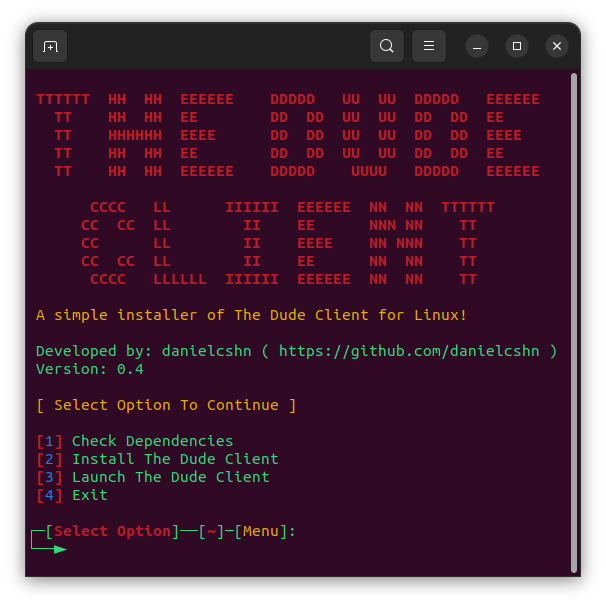 TTTTTT  HH  HH  EEEEEE    DDDDD   UU  UU  DDDDD   EEEEEE
  TT    HH  HH  EE        DD  DD  UU  UU  DD  DD  EE
  TT    HHHHHH  EEEE      DD  DD  UU  UU  DD  DD  EEEE
  TT    HH  HH  EE        DD  DD  UU  UU  DD  DD  EE
  TT    HH  HH  EEEEEE    DDDDD    UUUU   DDDDD   EEEEEE
      CCCC   LL      IIIIII  EEEEEE  NN  NN  TTTTTT
     CC  CC  LL        II    EE      NNN NN    TT
     CC      LL        II    EEEE    NN NNN    TT
     CC  CC  LL        II    EE      NN  NN    TT
      CCCC   LLLLLL  IIIIII  EEEEEE  NN  NN    TT
A simple installer of The Dude Client for Linux!
Developed by: danielcshn ( https://github.com/danielcshn )
Version: 0.4
[ Select Option To Continue ]
[1] Check Dependencies
[2] Install The Dude Client
[3] Launch The Dude Client
[4] Exit
┌─[Select Option]──[~]─[Menu]:
└──►